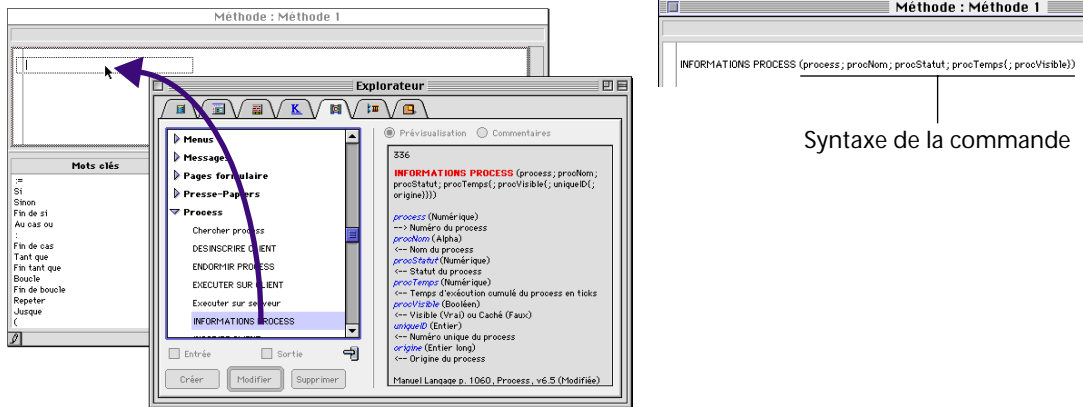 Méthode : Méthode 1
Mots clés
:=
Si
Sinon
Fin de si
Au cas ou
:
Fin de cas
Tant que
Fin tant que
Boucle
Fin de boucle
Repeter
Jusque
(
Explorateur
K
Menus
Messages
Pages formulaire
Presse-Papiers
Process
Chercher process
DESINSCRIRE CLIENT
ENDORMIR PROCESS
EXECUTER SUR CLIENT
Executer sur serveur
INFORMATIONS PROCESS
Entrée
Sortie
Créer
Modifier
Supprimer
Prévisualisation
Commentaires
336
INFORMATIONS PROCESS (process; procNom;
procStatut; procTemps{; procVisible{; uniqueID{;
origine}}})
process (Numérique)
--> Numéro du process
procNom (Alpha)
<-- Nom du process
procStatut (Numérique)
<-- Statut du process
procTemps (Numérique)
<-- Temps d'exécution cumulé du process en ticks
procVisible (Booléen)
<-- Visible (Vrai) ou Caché (Faux)
uniqueID (Entier)
<-- Numéro unique du process
origine (Entier long)
<-- Origine du process
Manuel Langage p. 1060, Process, v6.5 (Modifiée)
Méthode : Méthode 1
INFORMATIONS PROCESS (process; procNom; procStatut; procTemps{; procVisible})
Syntaxe de la commande